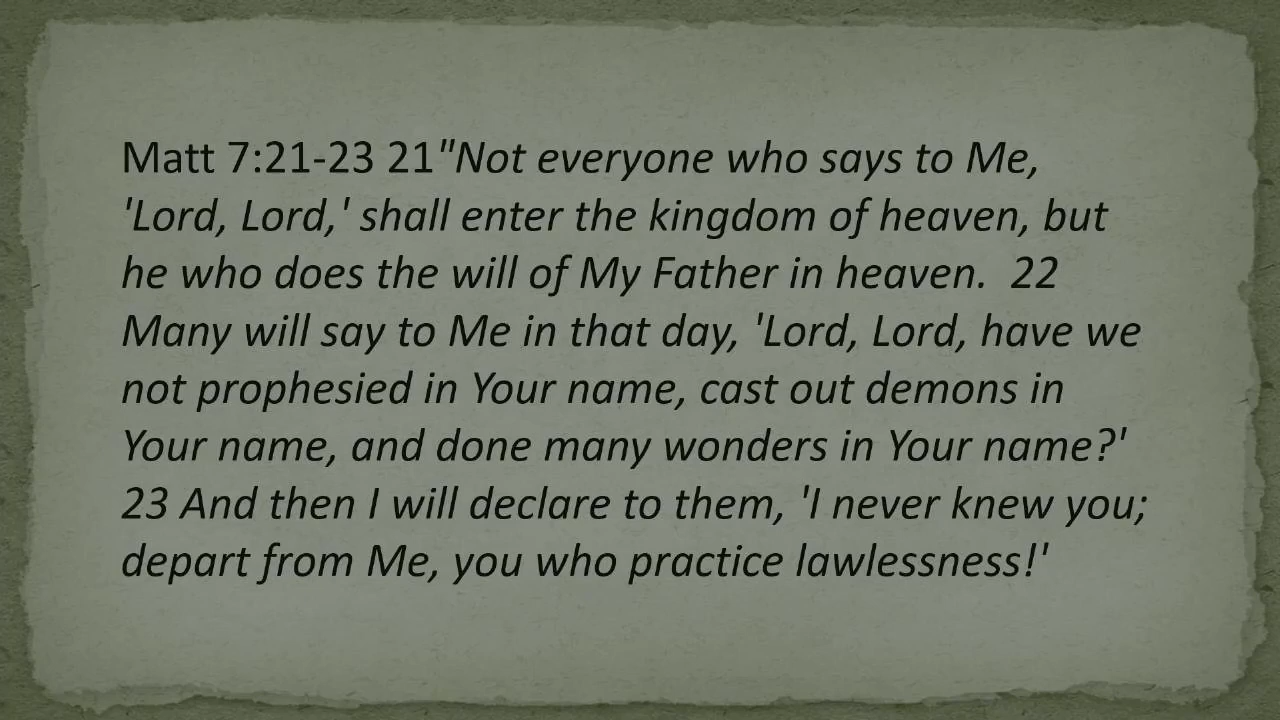 Matt 7:21-23 21"Not everyone who says to Me,
'Lord, Lord,' shall enter the kingdom of heaven, but
he who does the will of My Father in heaven.  22
Many will say to Me in that day, 'Lord, Lord, have we
not prophesied in Your name, cast out demons in
Your name, and done many wonders in Your name?'
23 And then I will declare to them, 'I never knew you;
depart from Me, you who practice lawlessness!'